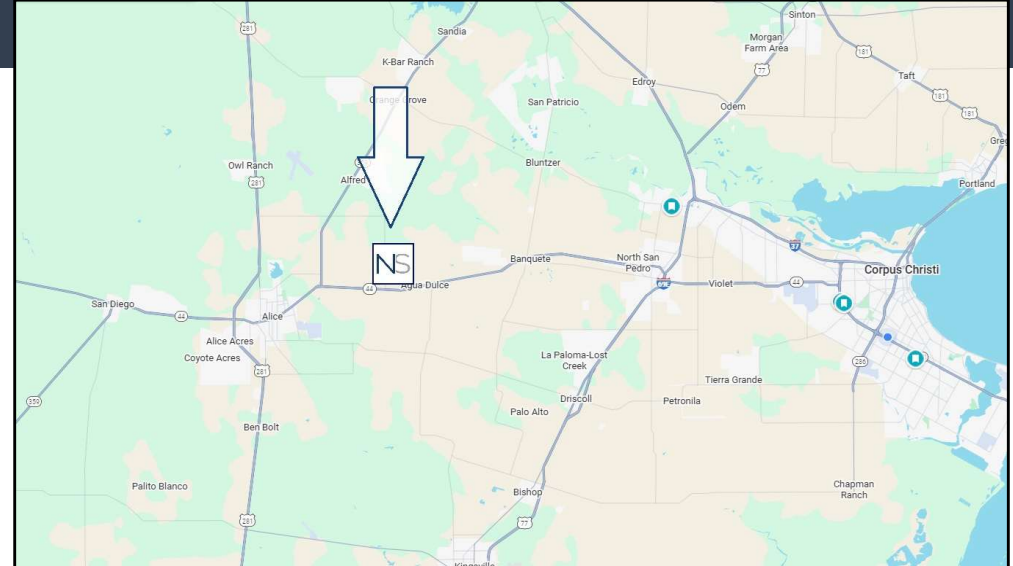 Sinton
281
Sandia
Morgan
Farm Area
181
K-Bar Ranch
77
Taft
Edroy
181
Orange Grove
San Patricio
Odem
181
Bluntzer
Owl Ranch
281
Alfred
Portland
NS
Banquete
North San
Pedro
37
Corpus Christi
44
Agua Dulce
69E
Violet
44
San Diego
44
Alice
Alice Acres
Coyote Acres
281
La Paloma-Lost
Creek
286
Tierra Grande
359
Driscoll
Petronila
Palo Alto
Ben Bolt
Palito Blanco
Chapman
Ranch
Bishop
281
77
Kingsville